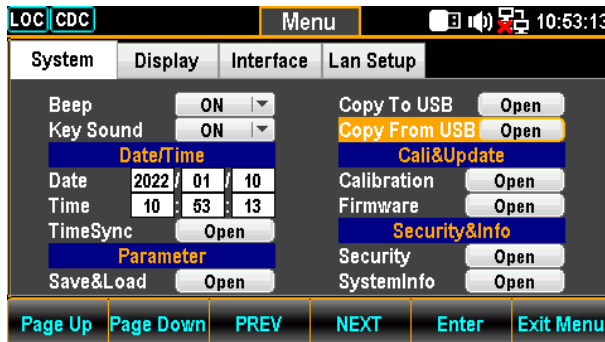 LOC CDC Menu 10:53:13
System Display Interface Lan Setup
Beep ON Copy To USB Open
Key Sound ON Copy From USB Open
Date/Time Cali&Update
Date 2022 / 01 / 10 Calibration Open
Time 10 : 53 : 13 Firmware Open
TimeSync Open Security&Info
Parameter Security Open
Save&Load Open SystemInfo Open
Page Up Page Down PREV NEXT Enter Exit Menu